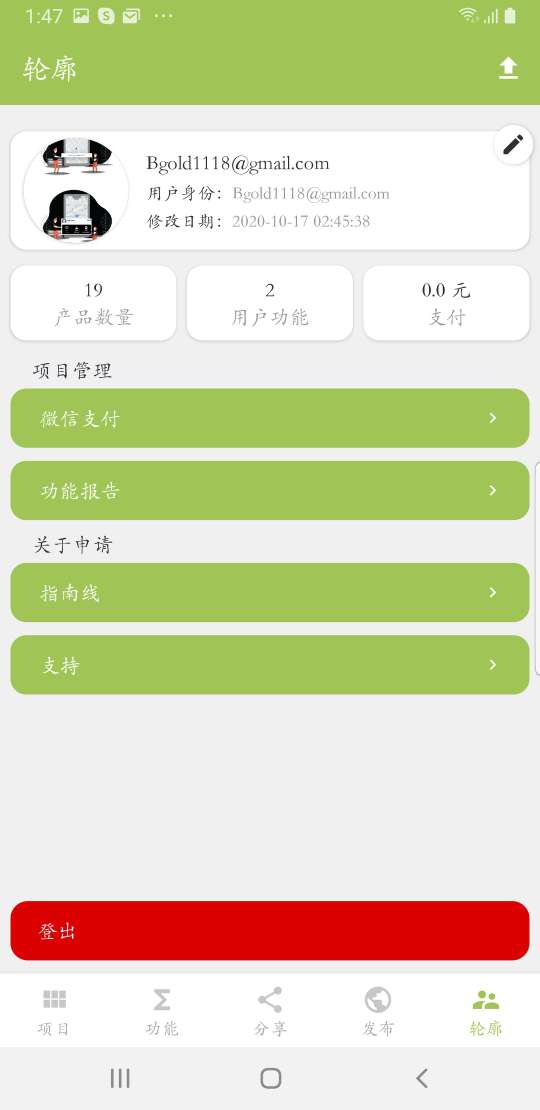 1:47
轮廓
Bgold1118@gmail.com
用户身份: Bgold1118@gmail.com
修改日期: 2020-10-17 02:45:38
19
产品数量
2
用户功能
0.0 元
支付
项目管理
微信支付
功能报告
关于申请
指南线
支持
登出
项目
功能
分享
发布
轮廓